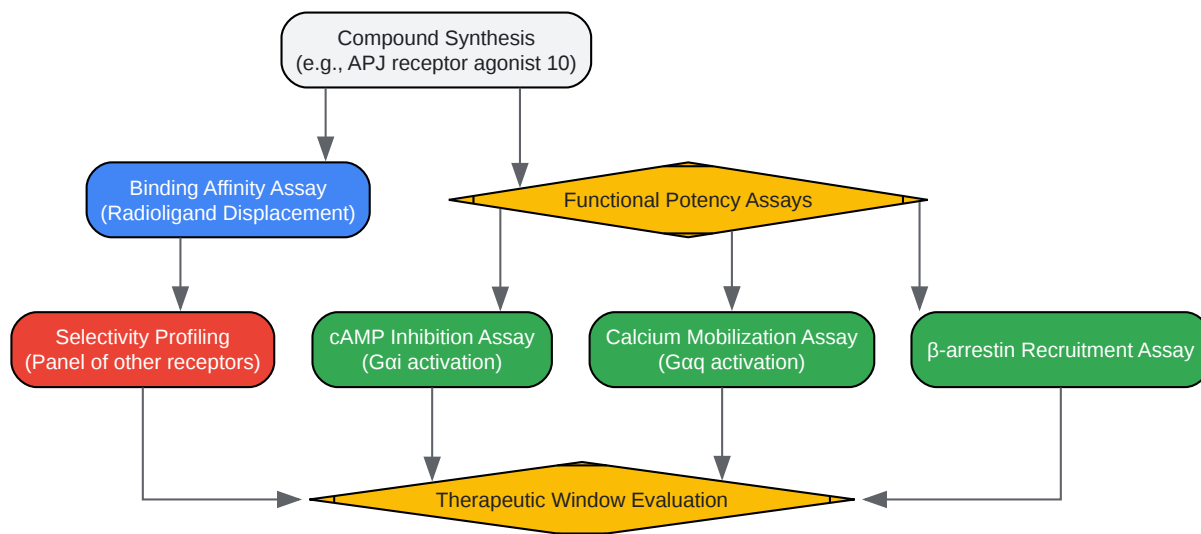 Compound Synthesis
(e.g., APJ receptor agonist 10)
Binding Affinity Assay
(Radioligand Displacement)
Functional Potency Assays
Selectivity Profiling
(Panel of other receptors)
cAMP Inhibition Assay
(Gαi activation)
Calcium Mobilization Assay
(Gαq activation)
β-arrestin Recruitment Assay
Therapeutic Window Evaluation